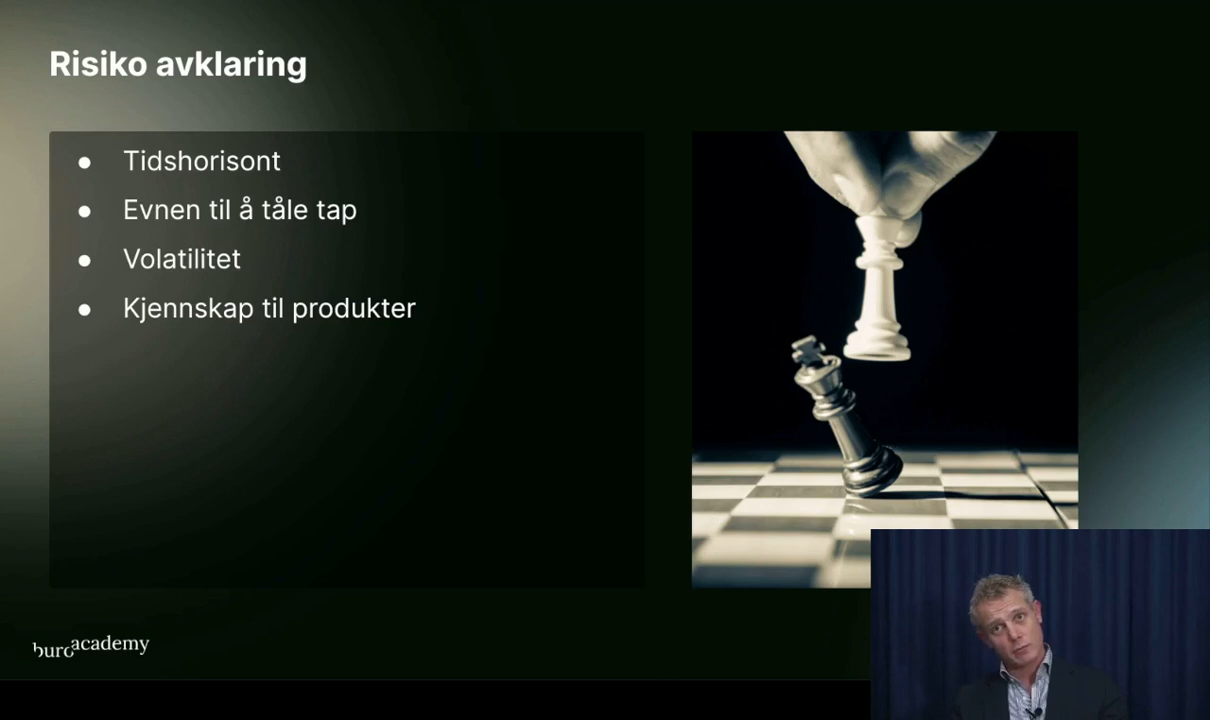 Risiko avklaring
● Tidshorisont
● Evnen til å tåle tap
● Volatilitet
● Kjennskap til produkter
buroacademy